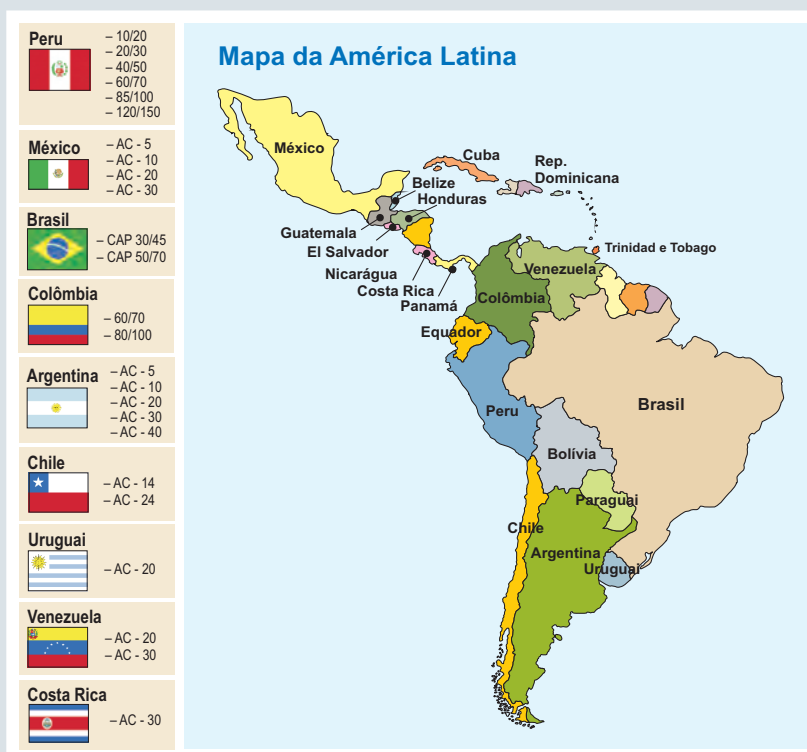 Peru
– 10/20
– 20/30
– 40/50
– 60/70
– 85/100
– 120/150
México
– AC - 5
– AC - 10
– AC - 20
– AC - 30
Brasil
– CAP 30/45
– CAP 50/70
Colômbia
– 60/70
– 80/100
Argentina
– AC - 5
– AC - 10
– AC - 20
– AC - 30
– AC - 40
Chile
– AC - 14
– AC - 24
Uruguai
– AC - 20
Venezuela
– AC - 20
– AC - 30
Costa Rica
– AC - 30
Mapa da América Latina
México
Cuba
Rep.
Dominicana
Belize
Honduras
Guatemala
El Salvador
Nicarágua
Costa Rica
Panamá
Trinidad e Tobago
Venezuela
Colômbia
Equador
Peru
Brasil
Bolívia
Paraguai
Chile
Argentina
Uruguai